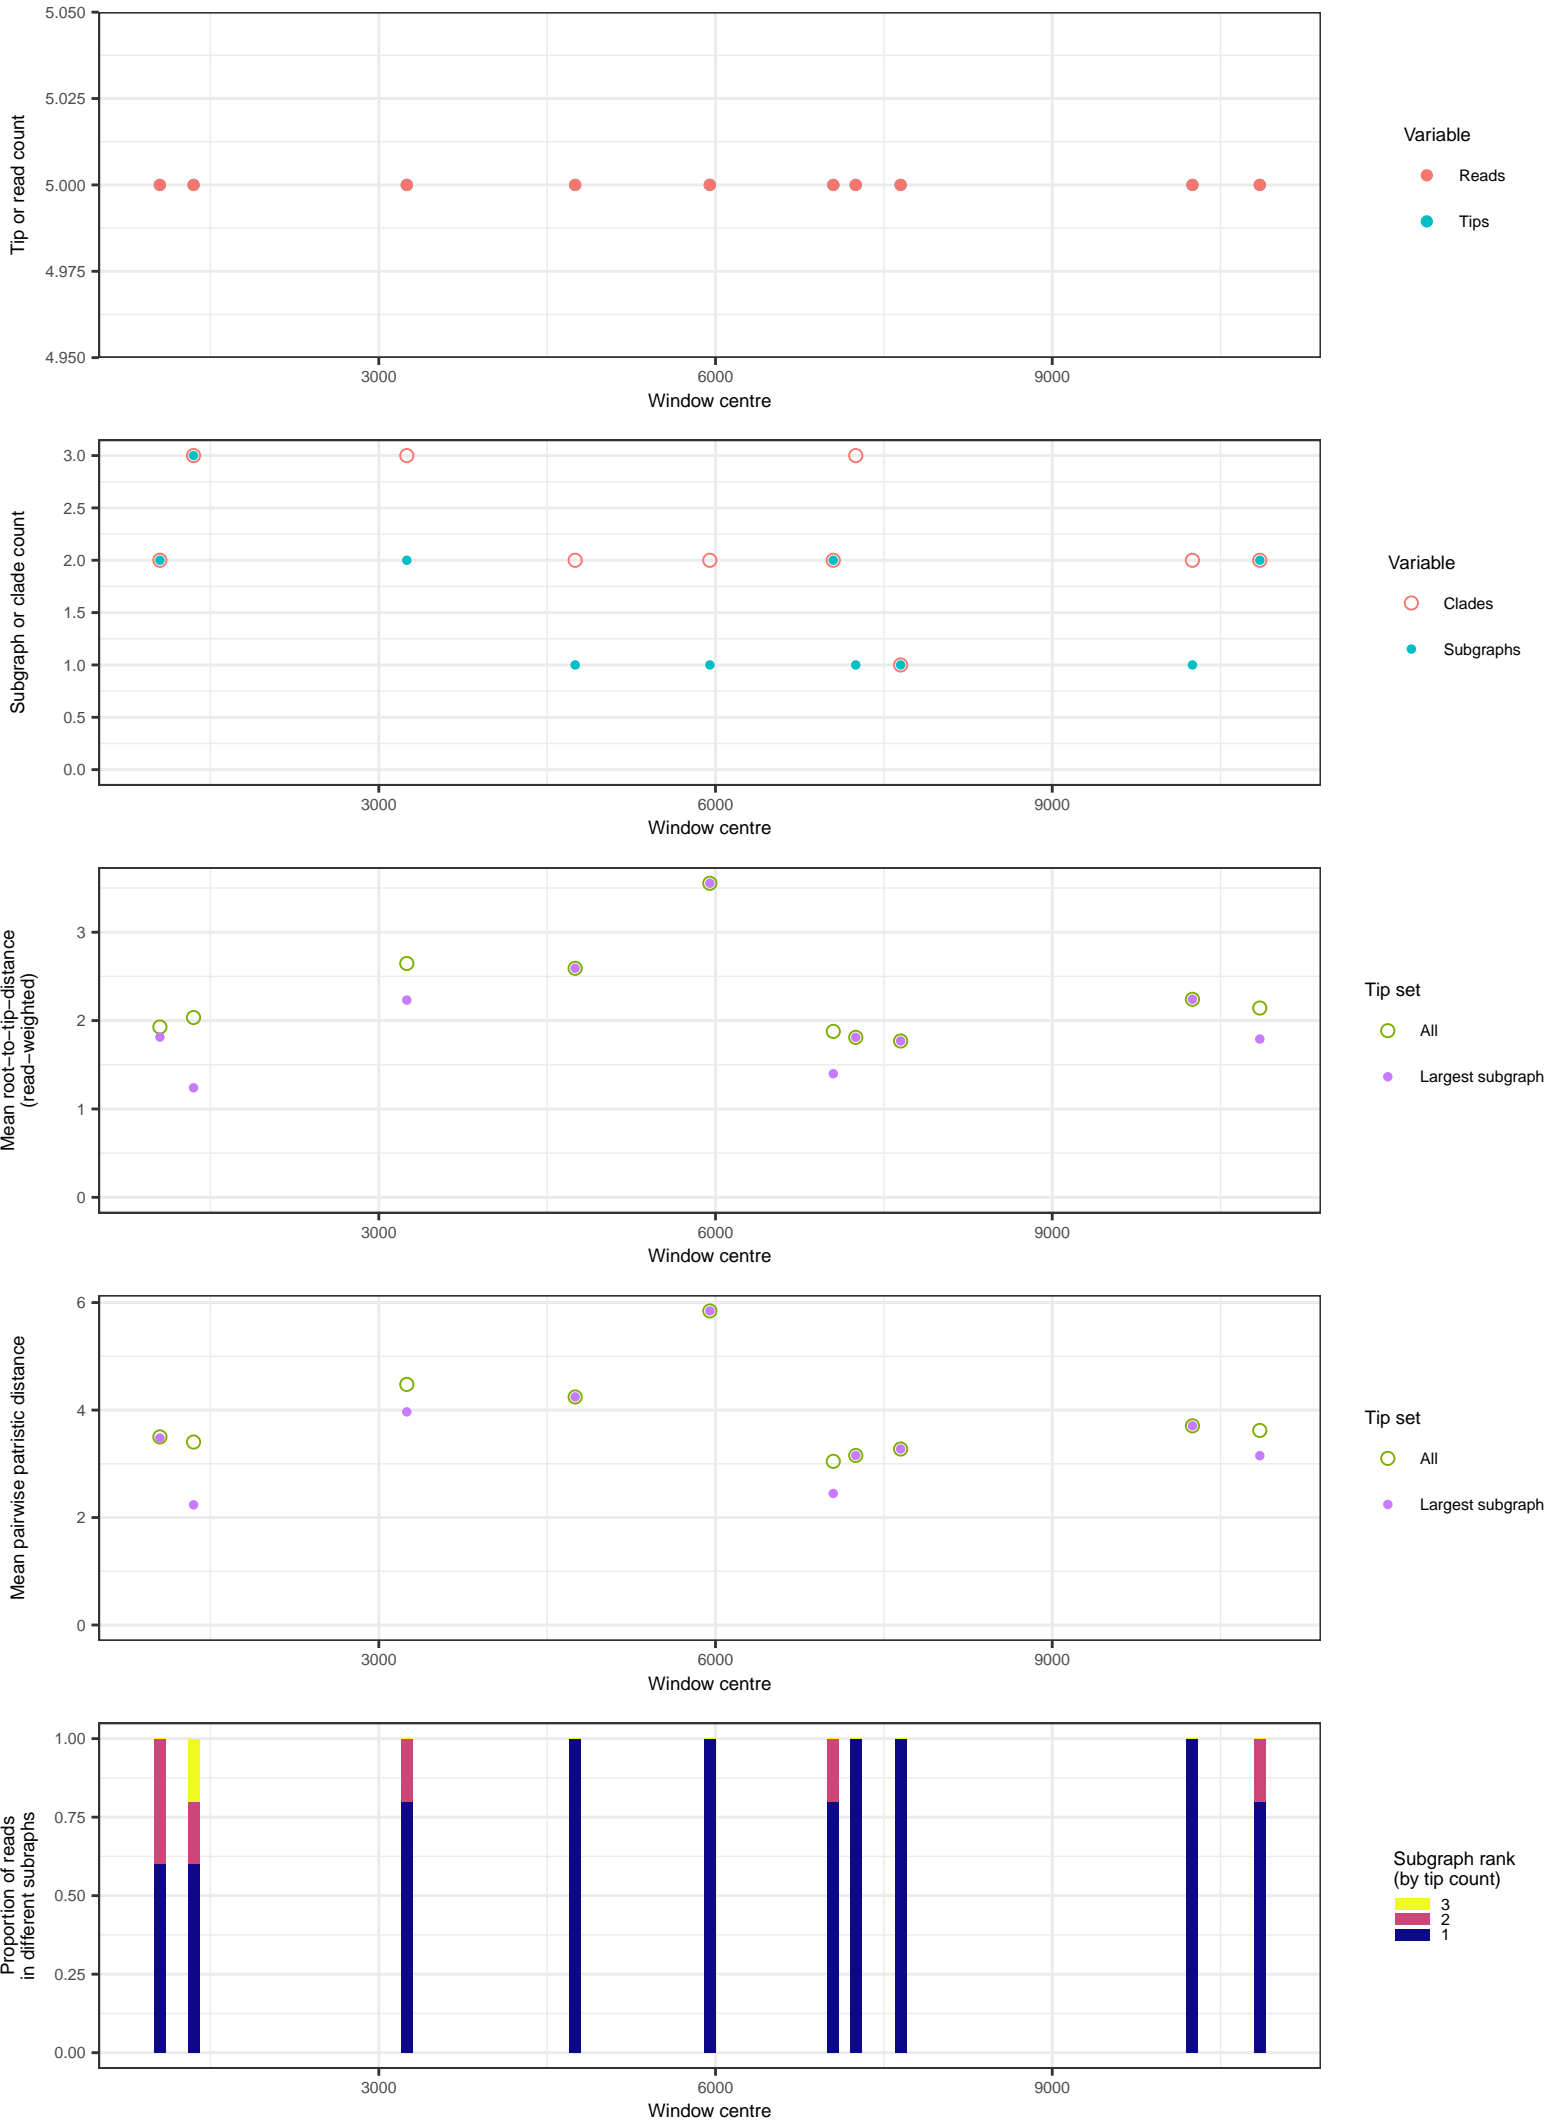 5.050
5.025
5.000
4.975
4.950
Tip or read count
3000
6000
9000
Window centre
Variable
Reads
Tips
3.0
2.5
2.0
1.5
1.0
0.5
0.0
Subgraph or clade count
3000
6000
9000
Window centre
Variable
Clades
Subgraphs
3
2
1
0
Mean root−to−tip−distance
(read−weighted)
3000
6000
9000
Window centre
Tip set
All
Largest subgraph
6
4
2
0
Mean pairwise patristic distance
3000
6000
9000
Window centre
Tip set
All
Largest subgraph
1.00
0.75
0.50
0.25
0.00
Proportion of reads
in different subraphs
3000
6000
9000
Window centre
Subgraph rank
(by tip count)
3
2
1